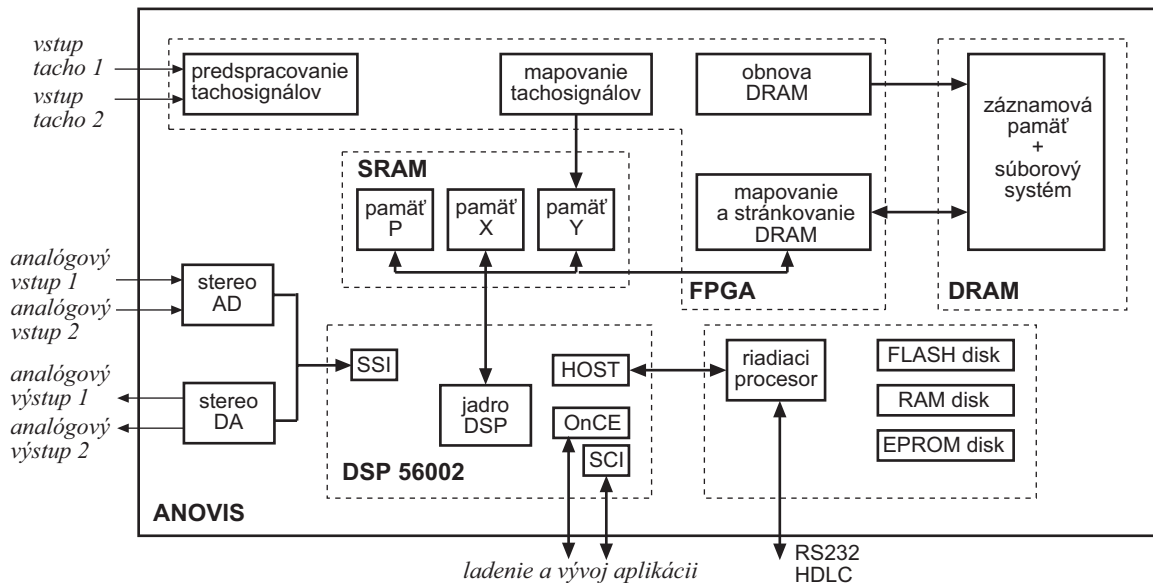 vstup
tacho 1
vstup
tacho 2
predspracovanie
tachosignálov
mapovanie
tachosignálov
obnova
DRAM
záznamová
pamäť
+
súborový
systém
SRAM
pamäť
P
pamäť
X
pamäť
Y
mapovanie
a stránkovanie
DRAM
FPGA
DRAM
analógový
vstup 1
analógový
vstup 2
stereo
AD
analógový
výstup 1
analógový
výstup 2
stereo
DA
SSI
jadro
DSP
HOST
OnCE
SCI
DSP 56002
riadiaci
procesor
FLASH disk
RAM disk
EPROM disk
ANOVIS
ladenie a vývoj aplikácii
RS232
HDLC